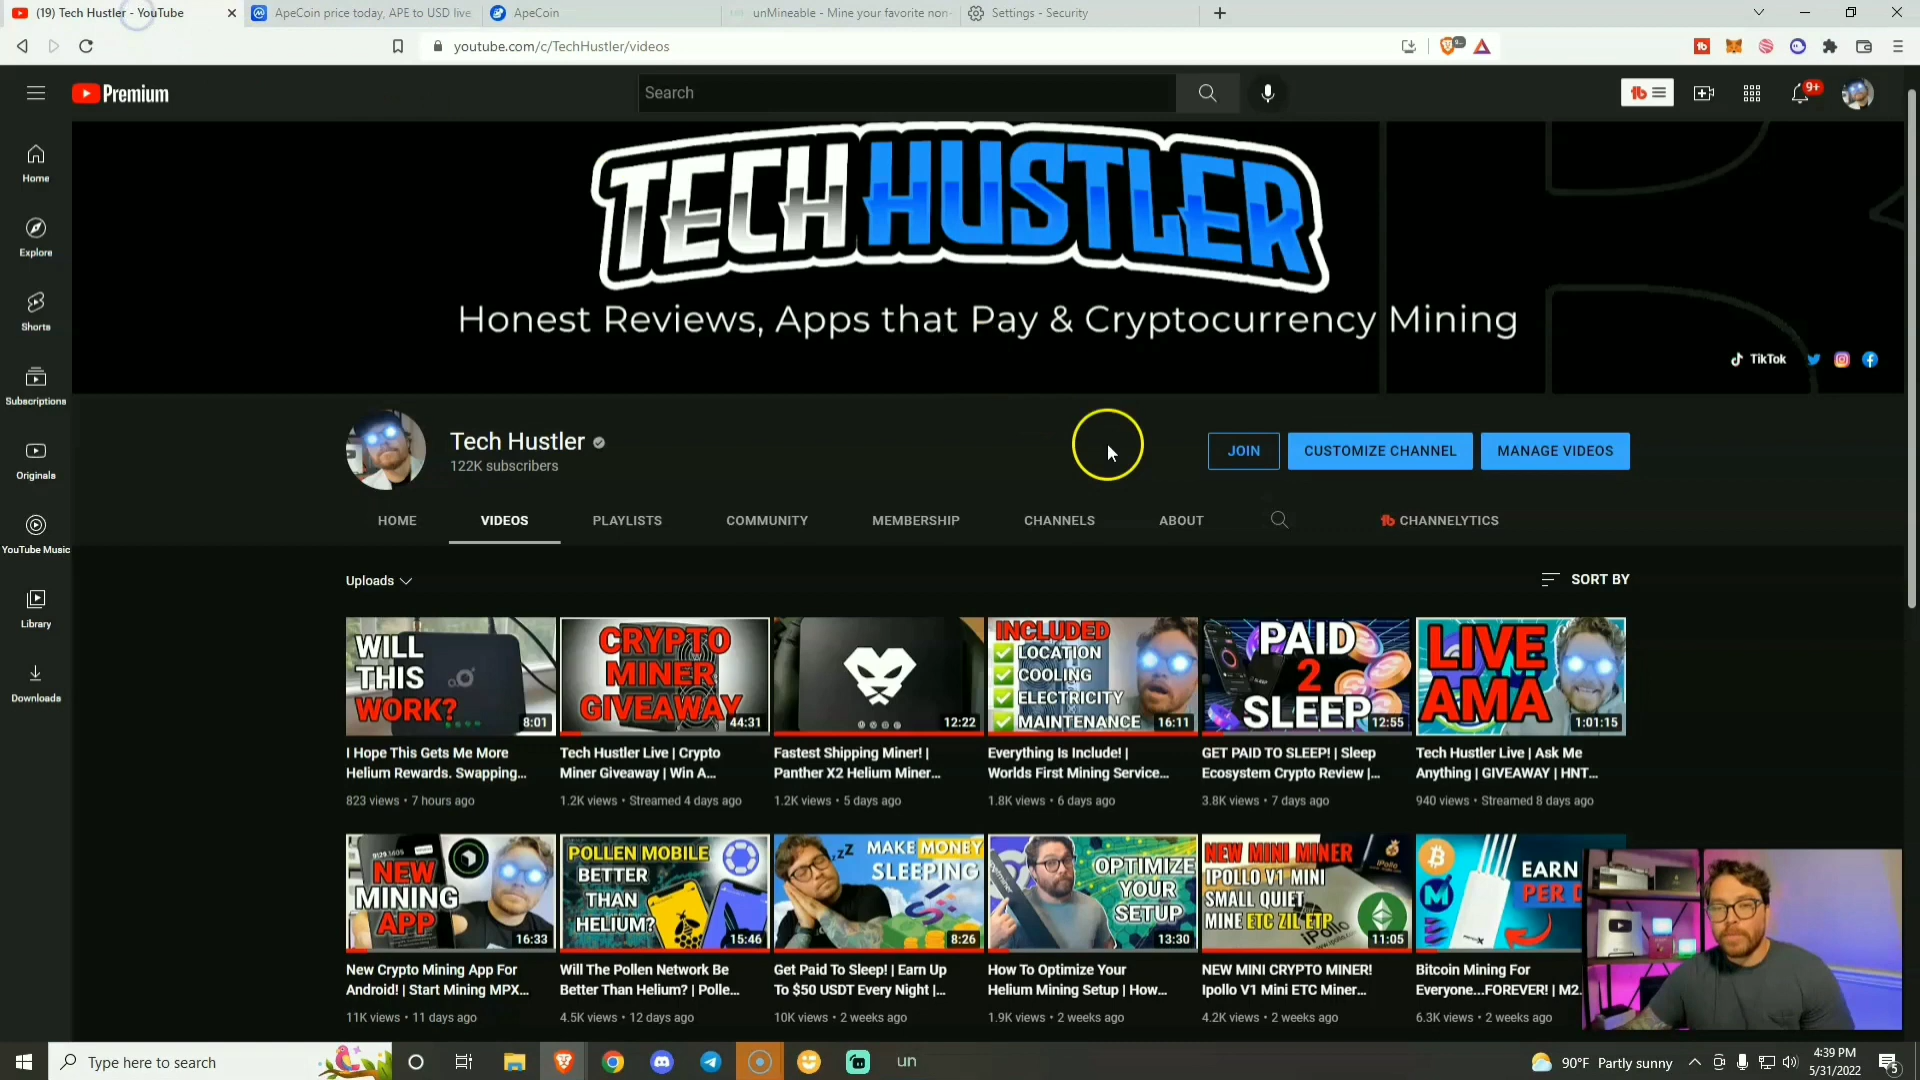 (19) Tech Hustler - YouTube
ApeCoin price today, APE to USD live
ApeCoin
unMineable - Mine your favorite non-
Settings - Security
youtube.com/c/TechHustler/videos
Premium
Search
9+
TECH HUSTLER
Honest Reviews, Apps that Pay & Cryptocurrency Mining
TikTok
Home
Explore
Shorts
Subscriptions
Originals
YouTube Music
Library
Downloads
Tech Hustler
122K subscribers
JOIN
CUSTOMIZE CHANNEL
MANAGE VIDEOS
HOME
VIDEOS
PLAYLISTS
COMMUNITY
MEMBERSHIP
CHANNELS
ABOUT
CHANNELYTICS
Uploads
SORT BY
WILL
THIS
WORK?
8:01
CRYPTO
MINER
GIVEAWAY
44:31
12:22
INCLUDED
LOCATION
COOLING
ELECTRICITY
MAINTENANCE
16:11
PAID
2
SLEEP
12:55
LIVE
AMA
1:01:15
I Hope This Gets Me More
Helium Rewards. Swapping...
823 views • 7 hours ago
Tech Hustler Live | Crypto
Miner Giveaway | Win A...
1.2K views • Streamed 4 days ago
Fastest Shipping Miner! |
Panther X2 Helium Miner...
1.2K views • 5 days ago
Everything Is Include! |
Worlds First Mining Service...
1.8K views • 6 days ago
GET PAID TO SLEEP! | Sleep
Ecosystem Crypto Review |...
3.8K views • 7 days ago
Tech Hustler Live | Ask Me
Anything | GIVEAWAY | HNT...
940 views • Streamed 8 days ago
NEW
MINING
APP
16:33
POLLEN MOBILE
BETTER
THAN
HELIUM?
15:46
MAKE MONEY
SLEEPING
8:26
OPTIMIZE
YOUR
SETUP
13:30
NEW MINI MINER
IPOLLO V1 MINI
SMALL QUIET
MINE ETC ZIL ETP
iPollo
11:05
EARN
PER D
New Crypto Mining App For
Android! | Start Mining MPX...
11K views • 11 days ago
Will The Pollen Network Be
Better Than Helium? | Polle...
4.5K views • 12 days ago
Get Paid To Sleep! | Earn Up
To $50 USDT Every Night |...
10K views • 2 weeks ago
How To Optimize Your
Helium Mining Setup | How...
1.9K views • 2 weeks ago
NEW MINI CRYPTO MINER!
Ipollo V1 Mini ETC Miner...
4.2K views • 2 weeks ago
Bitcoin Mining For
Everyone...FOREVER! | M2.
6.3K views • 2 weeks ago
Type here to search
un
90°F Partly sunny
4:39 PM
5/31/2022
5